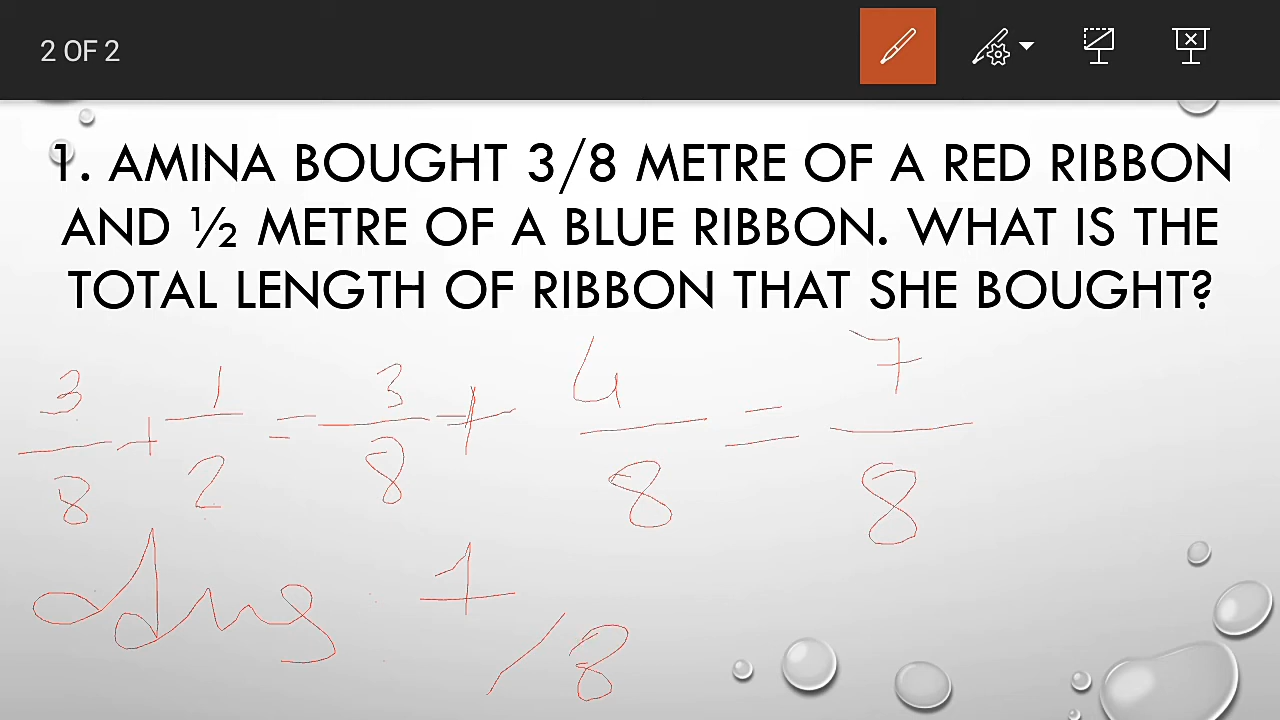 2 OF 2
1. AMINA BOUGHT 3/8 METRE OF A RED RIBBON
AND ½ METRE OF A BLUE RIBBON. WHAT IS THE
TOTAL LENGTH OF RIBBON THAT SHE BOUGHT?
3/8 + 1/2 = 3/8 + 4/8 = 7/8
Ans: 7/8